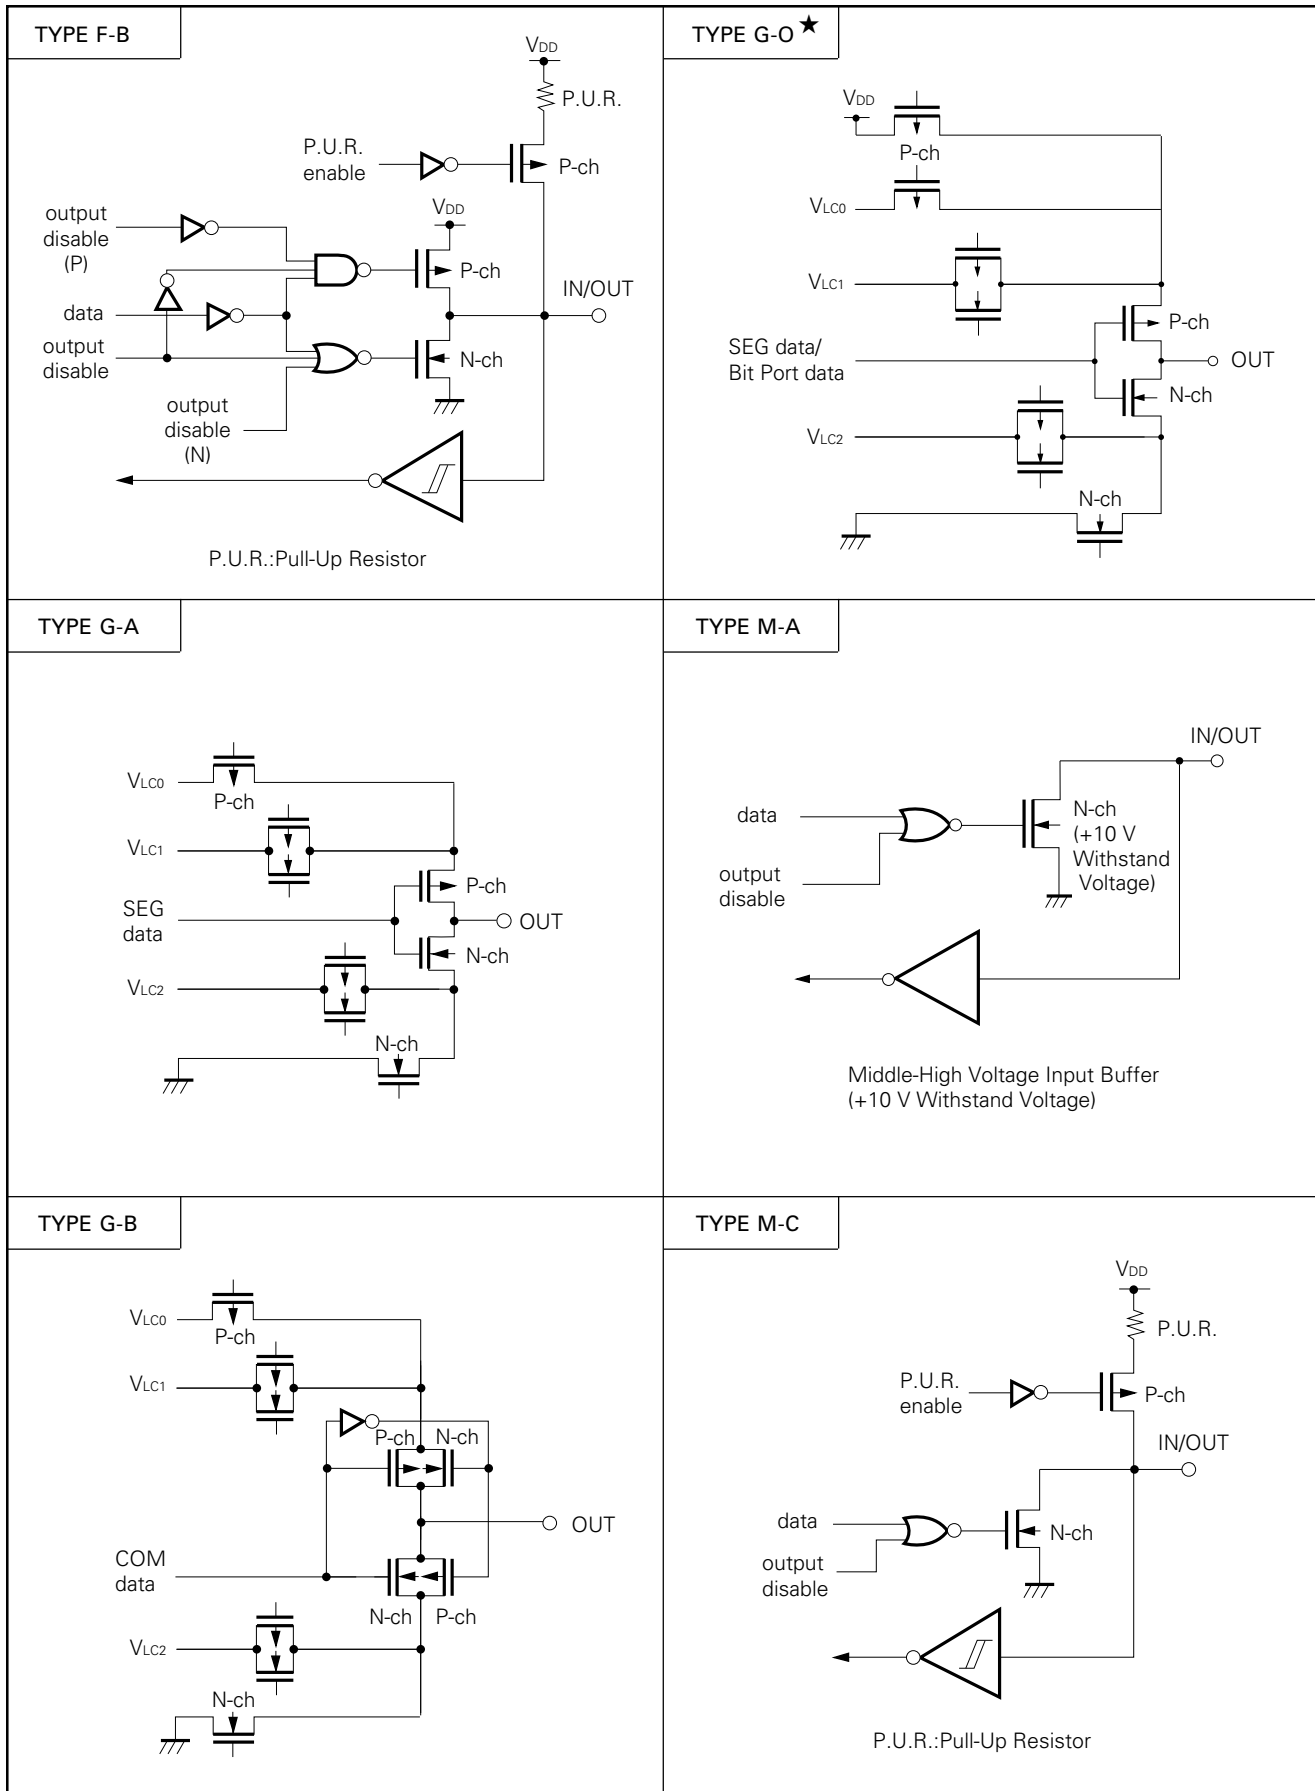 TYPE F-B
VDD
P.U.R.
P.U.R.
enable
P-ch
output
disable
(P)
VDD
P-ch
IN/OUT
data
output
disable
N-ch
output
disable
(N)
P.U.R.:Pull-Up Resistor
TYPE G-O★
VDD
P-ch
VLC0
VLC1
P-ch
SEG data/
Bit Port data
OUT
N-ch
VLC2
N-ch
TYPE G-A
VLC0
P-ch
VLC1
P-ch
SEG
data
OUT
N-ch
VLC2
N-ch
TYPE M-A
IN/OUT
data
N-ch
(+10 V
Withstand
Voltage)
output
disable
Middle-High Voltage Input Buffer
(+10 V Withstand Voltage)
TYPE G-B
VLC0
P-ch
VLC1
P-ch N-ch
OUT
COM
data
N-ch P-ch
VLC2
N-ch
TYPE M-C
VDD
P.U.R.
P.U.R.
enable
P-ch
IN/OUT
data
N-ch
output
disable
P.U.R.:Pull-Up Resistor